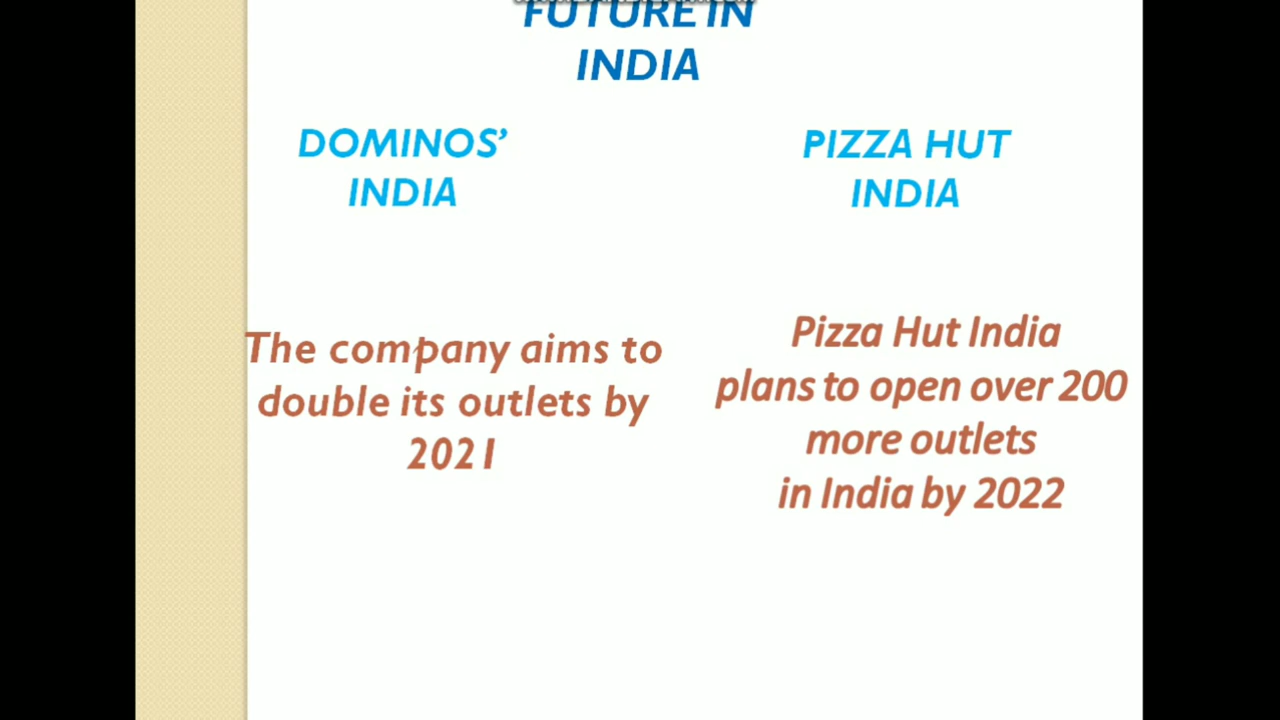 FUTURE IN
INDIA
DOMINOS’
INDIA
PIZZA HUT
INDIA
The company aims to
double its outlets by
2021
Pizza Hut India
plans to open over 200
more outlets
in India by 2022